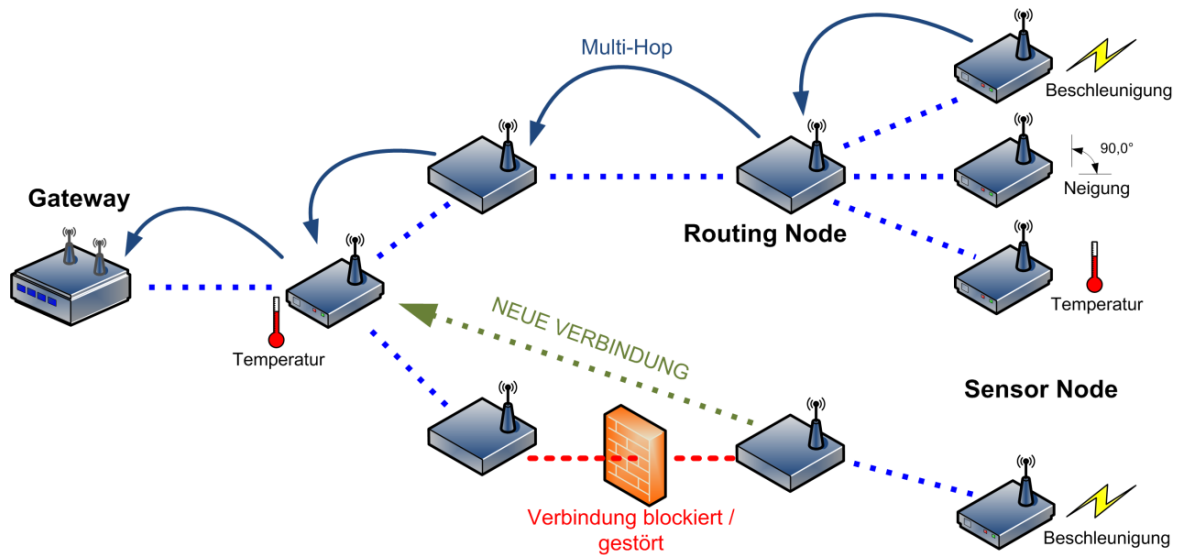 Multi-Hop
Beschleunigung
90,0°
Neigung
Gateway
Routing Node
Temperatur
Temperatur
NEUE VERBINDUNG
Sensor Node
Verbindung blockiert /
gestört
Beschleunigung